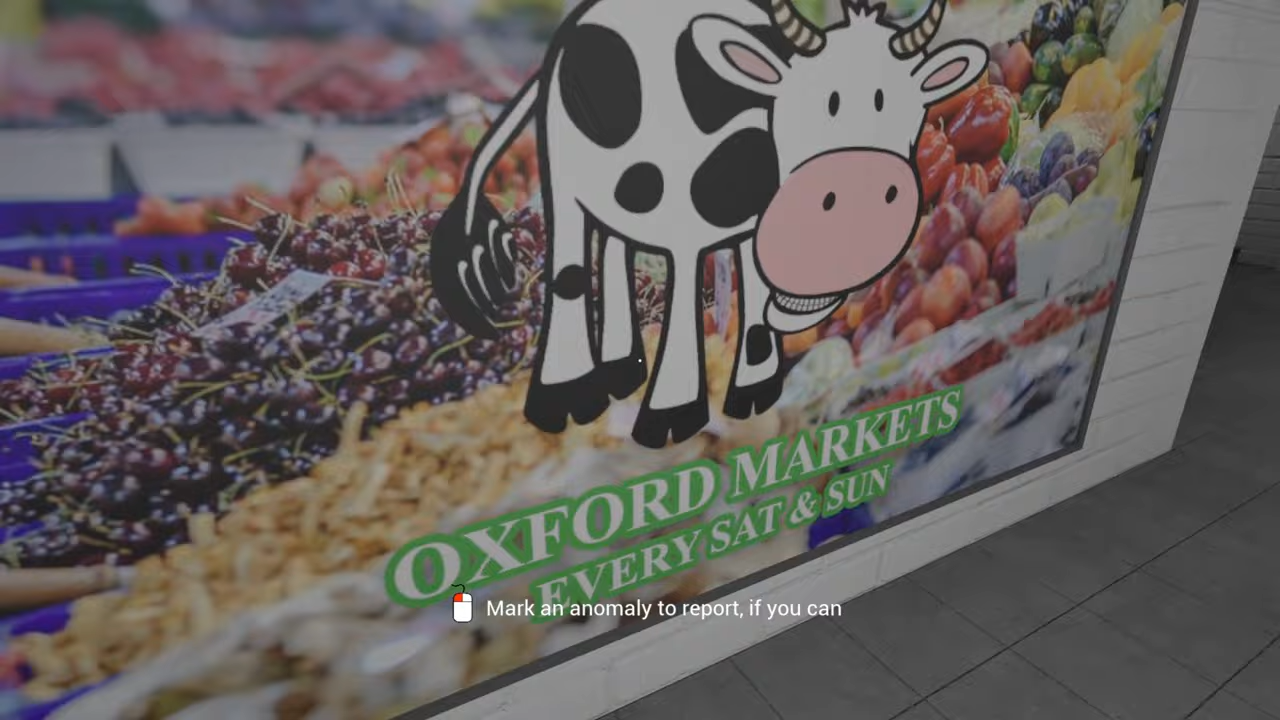 OXFORD MARKETS
EVERY SAT & SUN
Mark an anomaly to report, if you can